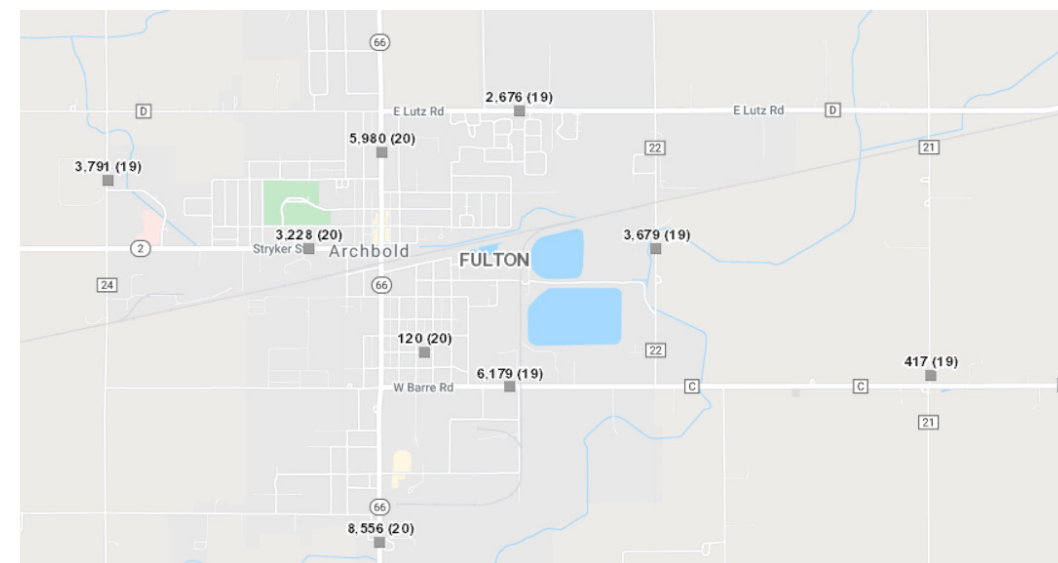 66
2,676 (19)
D
E Lutz Rd
E Lutz Rd
D
5,980 (20)
22
21
3,791 (19)
3,228 (20)
3,679 (19)
2
Stryker S
Archbold
FULTON
24
66
120 (20)
22
417 (19)
6,179 (19)
W Barre Rd
C
C
21
66
8,556 (20)